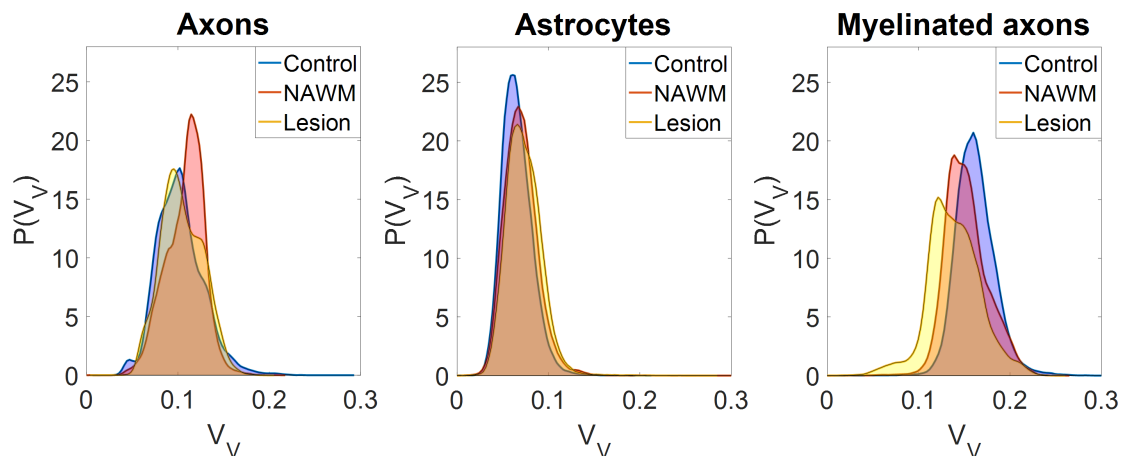 Axons
Control
NAWM
Lesion
25
20
15
10
5
0
P(V_V)
0
0.1
0.2
0.3
V_V
Astrocytes
Control
NAWM
Lesion
25
20
15
10
5
0
P(V_V)
0
0.1
0.2
0.3
V_V
Myelinated axons
Control
NAWM
Lesion
25
20
15
10
5
0
P(V_V)
0
0.1
0.2
0.3
V_V